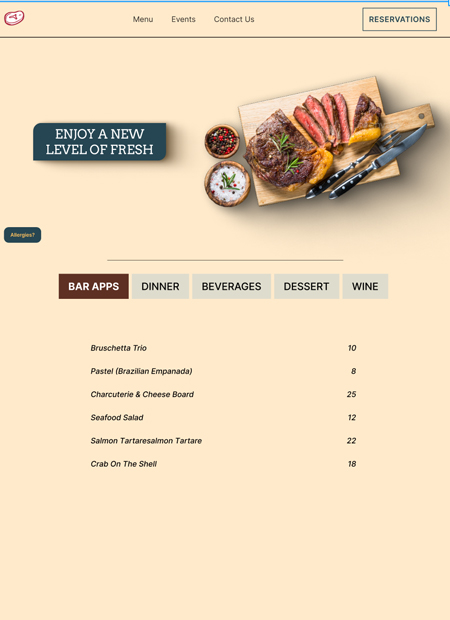 Menu Events Contact Us RESERVATIONS
ENJOY A NEW
LEVEL OF FRESH
Allergies?
BAR APPS DINNER BEVERAGES DESSERT WINE
Bruschetta Trio 10
Pastel (Brazilian Empanada) 8
Charcuterie & Cheese Board 25
Seafood Salad 12
Salmon Tartaresalmon Tartare 22
Crab On The Shell 18